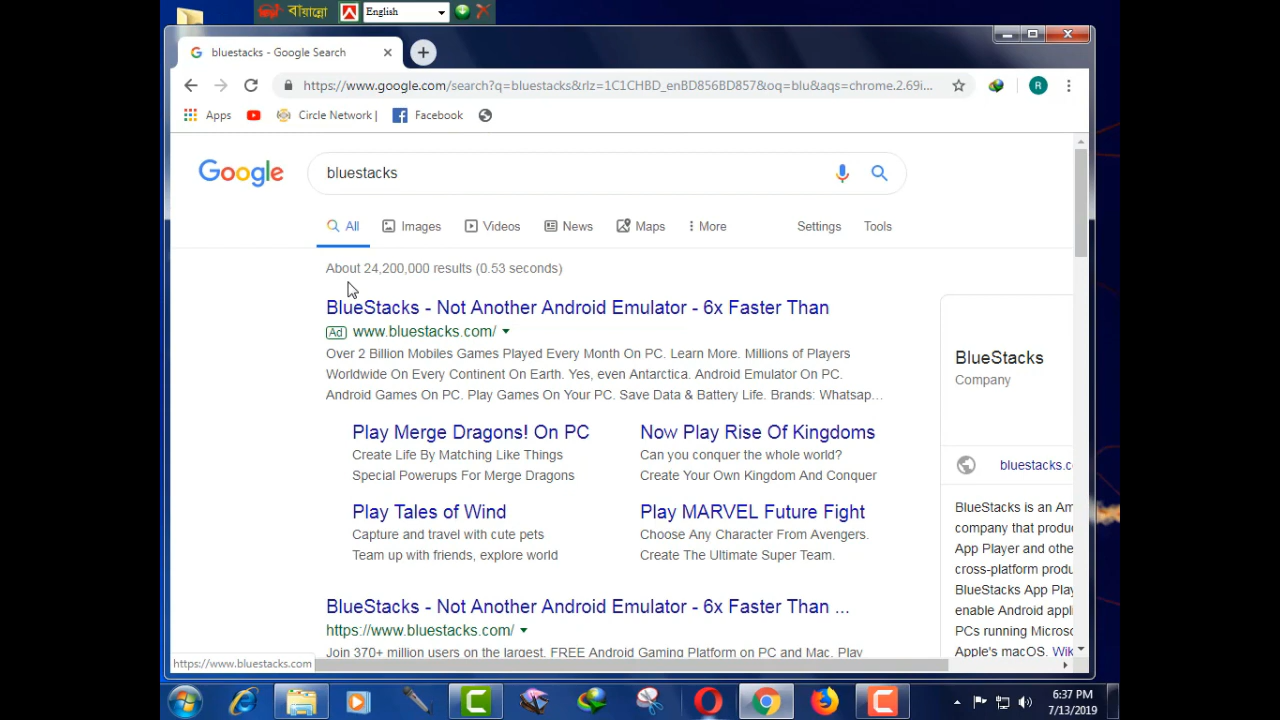 বায়ান্নো
English
bluestacks - Google Search
https://www.google.com/search?q=bluestacks&rlz=1C1CHBD_enBD856BD857&oq=blu&aqs=chrome.2.69i...
R
Apps
Circle Network |
Facebook
Google
bluestacks
All
Images
Videos
News
Maps
More
Settings
Tools
About 24,200,000 results (0.53 seconds)
BlueStacks - Not Another Android Emulator - 6x Faster Than
Ad www.bluestacks.com/
Over 2 Billion Mobiles Games Played Every Month On PC. Learn More. Millions of Players
Worldwide On Every Continent On Earth. Yes, even Antarctica. Android Emulator On PC.
Android Games On PC. Play Games On Your PC. Save Data & Battery Life. Brands: Whatsap...
Play Merge Dragons! On PC
Create Life By Matching Like Things
Special Powerups For Merge Dragons
Now Play Rise Of Kingdoms
Can you conquer the whole world?
Create Your Own Kingdom And Conquer
Play Tales of Wind
Capture and travel with cute pets
Team up with friends, explore world
Play MARVEL Future Fight
Choose Any Character From Avengers.
Create The Ultimate Super Team.
BlueStacks - Not Another Android Emulator - 6x Faster Than ...
https://www.bluestacks.com/
Join 370+ million users on the largest, FREE Android Gaming Platform on PC and Mac. Play
BlueStacks
Company
bluestacks.c
BlueStacks is an Am
company that produ
App Player and othe
cross-platform produ
BlueStacks App Play
enable Android appli
PCs running Micros
Apple's macOS. Wik
https://www.bluestacks.com
6:37 PM
7/13/2019